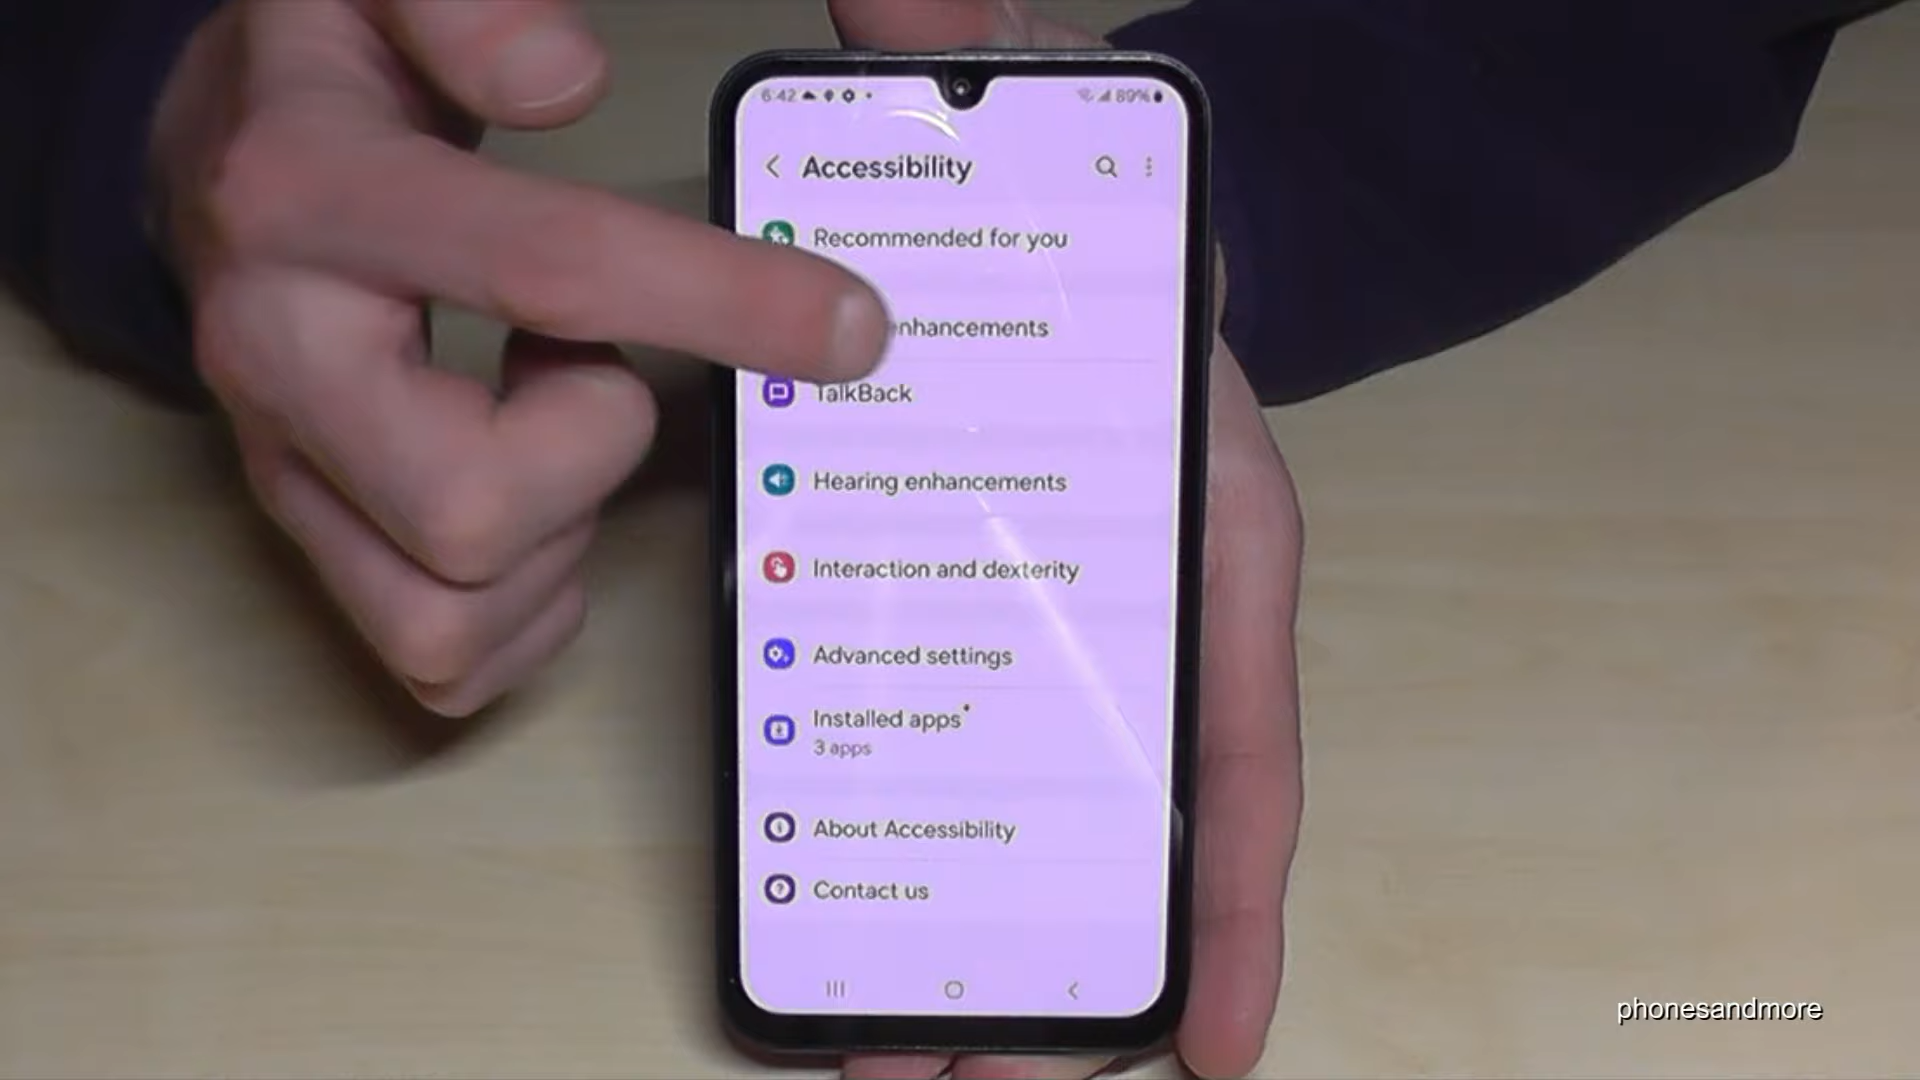 6:42 89%
Accessibility
Recommended for you
enhancements
TalkBack
Hearing enhancements
Interaction and dexterity
Advanced settings
Installed apps
3 apps
About Accessibility
Contact us
phonesandmore